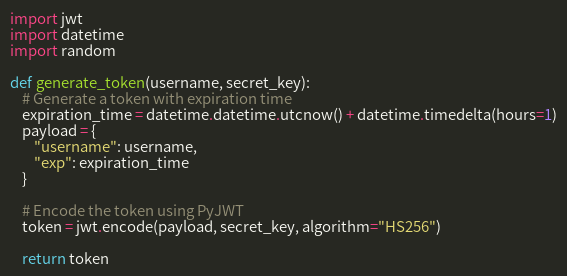 import jwt
import datetime
import random

def generate_token(username, secret_key):
    # Generate a token with expiration time
    expiration_time = datetime.datetime.utcnow() + datetime.timedelta(hours=1)
    payload = {
        "username": username,
        "exp": expiration_time
    }

    # Encode the token using PyJWT
    token = jwt.encode(payload, secret_key, algorithm="HS256")

    return token